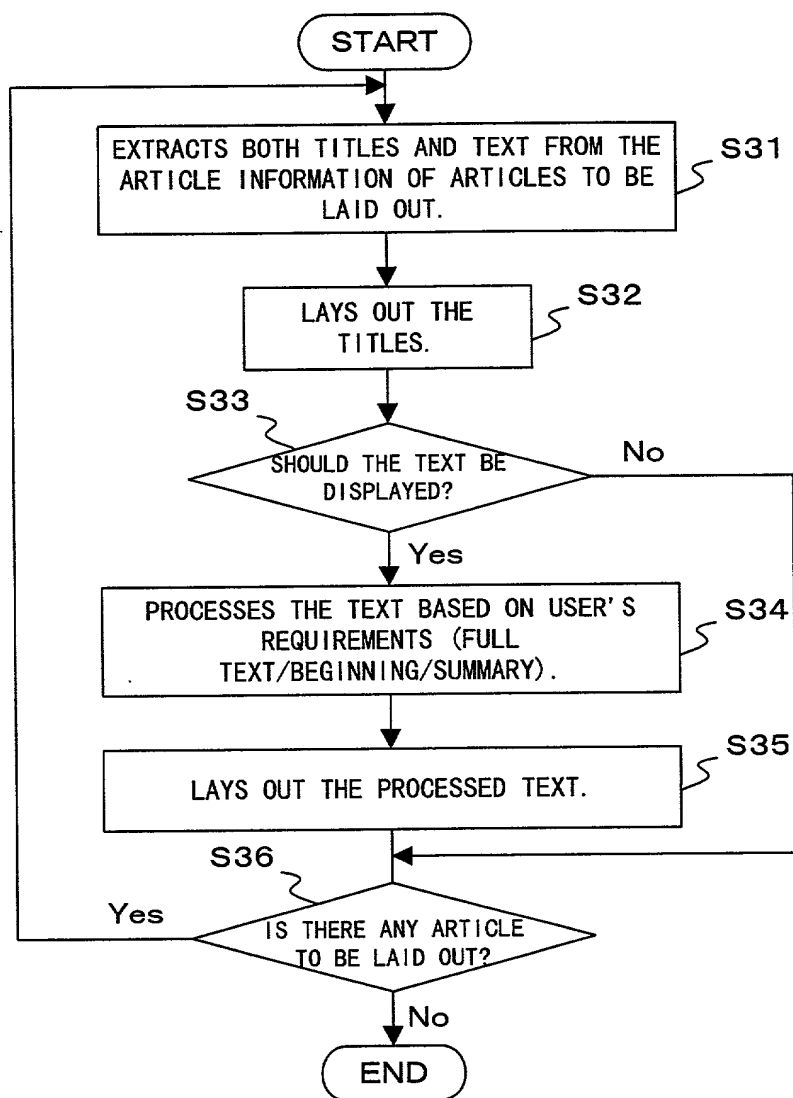 START
EXTRACTS BOTH TITLES AND TEXT FROM THE
ARTICLE INFORMATION OF ARTICLES TO BE
LAID OUT.
S31
LAYS OUT THE
TITLES.
S32
S33
SHOULD THE TEXT BE
DISPLAYED?
No
Yes
PROCESSES THE TEXT BASED ON USER'S
REQUIREMENTS (FULL
TEXT/BEGINNING/SUMMARY).
S34
LAYS OUT THE PROCESSED TEXT.
S35
S36
Yes
IS THERE ANY ARTICLE
TO BE LAID OUT?
No
END